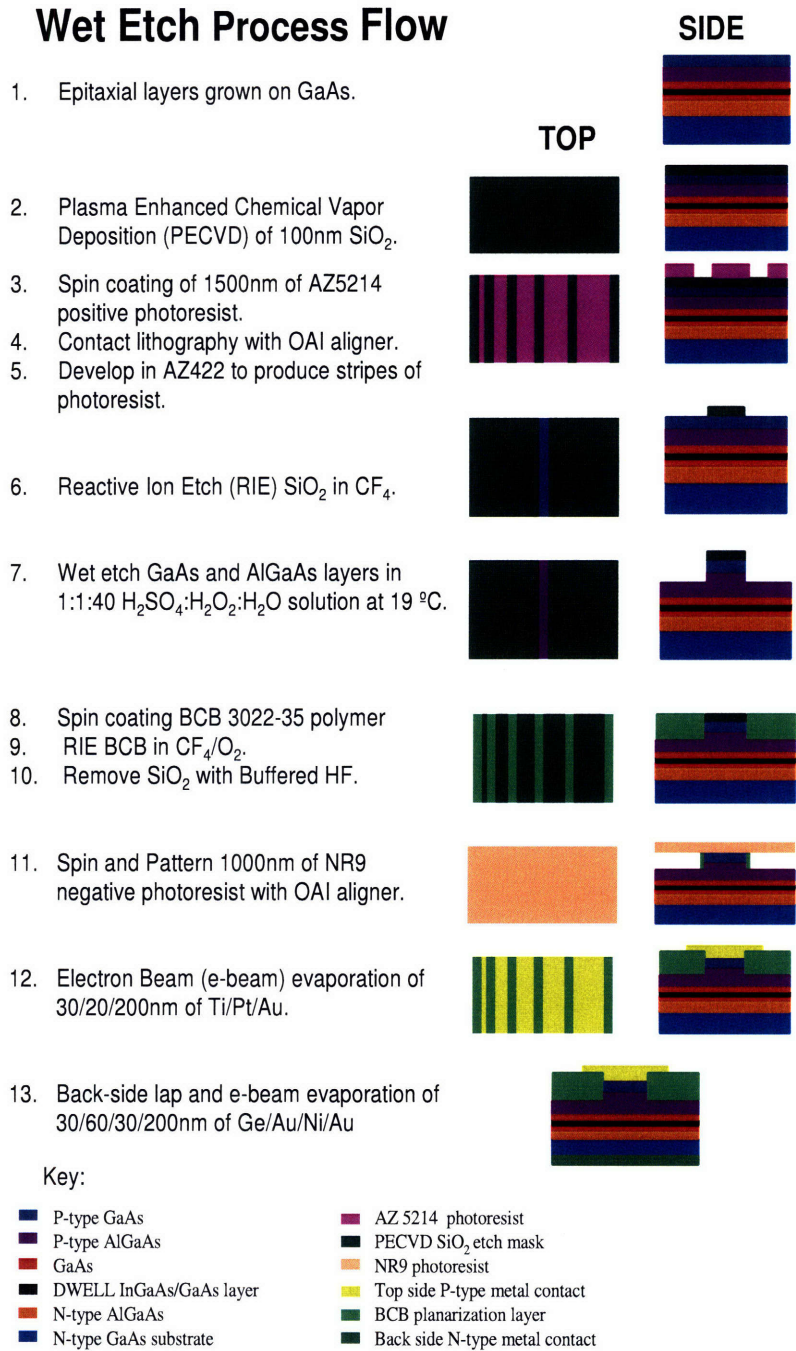 Wet Etch Process Flow
SIDE
1. Epitaxial layers grown on GaAs.
TOP
2. Plasma Enhanced Chemical Vapor
Deposition (PECVD) of 100nm SiO₂.
3. Spin coating of 1500nm of AZ5214
positive photoresist.
4. Contact lithography with OAI aligner.
5. Develop in AZ422 to produce stripes of
photoresist.
6. Reactive Ion Etch (RIE) SiO₂ in CF₄.
7. Wet etch GaAs and AlGaAs layers in
1:1:40 H₂SO₄:H₂O₂:H₂O solution at 19 ºC.
8. Spin coating BCB 3022-35 polymer
9. RIE BCB in CF₄/O₂.
10. Remove SiO₂ with Buffered HF.
11. Spin and Pattern 1000nm of NR9
negative photoresist with OAI aligner.
12. Electron Beam (e-beam) evaporation of
30/20/200nm of Ti/Pt/Au.
13. Back-side lap and e-beam evaporation of
30/60/30/200nm of Ge/Au/Ni/Au
Key:
P-type GaAs
P-type AlGaAs
GaAs
DWELL InGaAs/GaAs layer
N-type AlGaAs
N-type GaAs substrate
AZ 5214 photoresist
PECVD SiO₂ etch mask
NR9 photoresist
Top side P-type metal contact
BCB planarization layer
Back side N-type metal contact